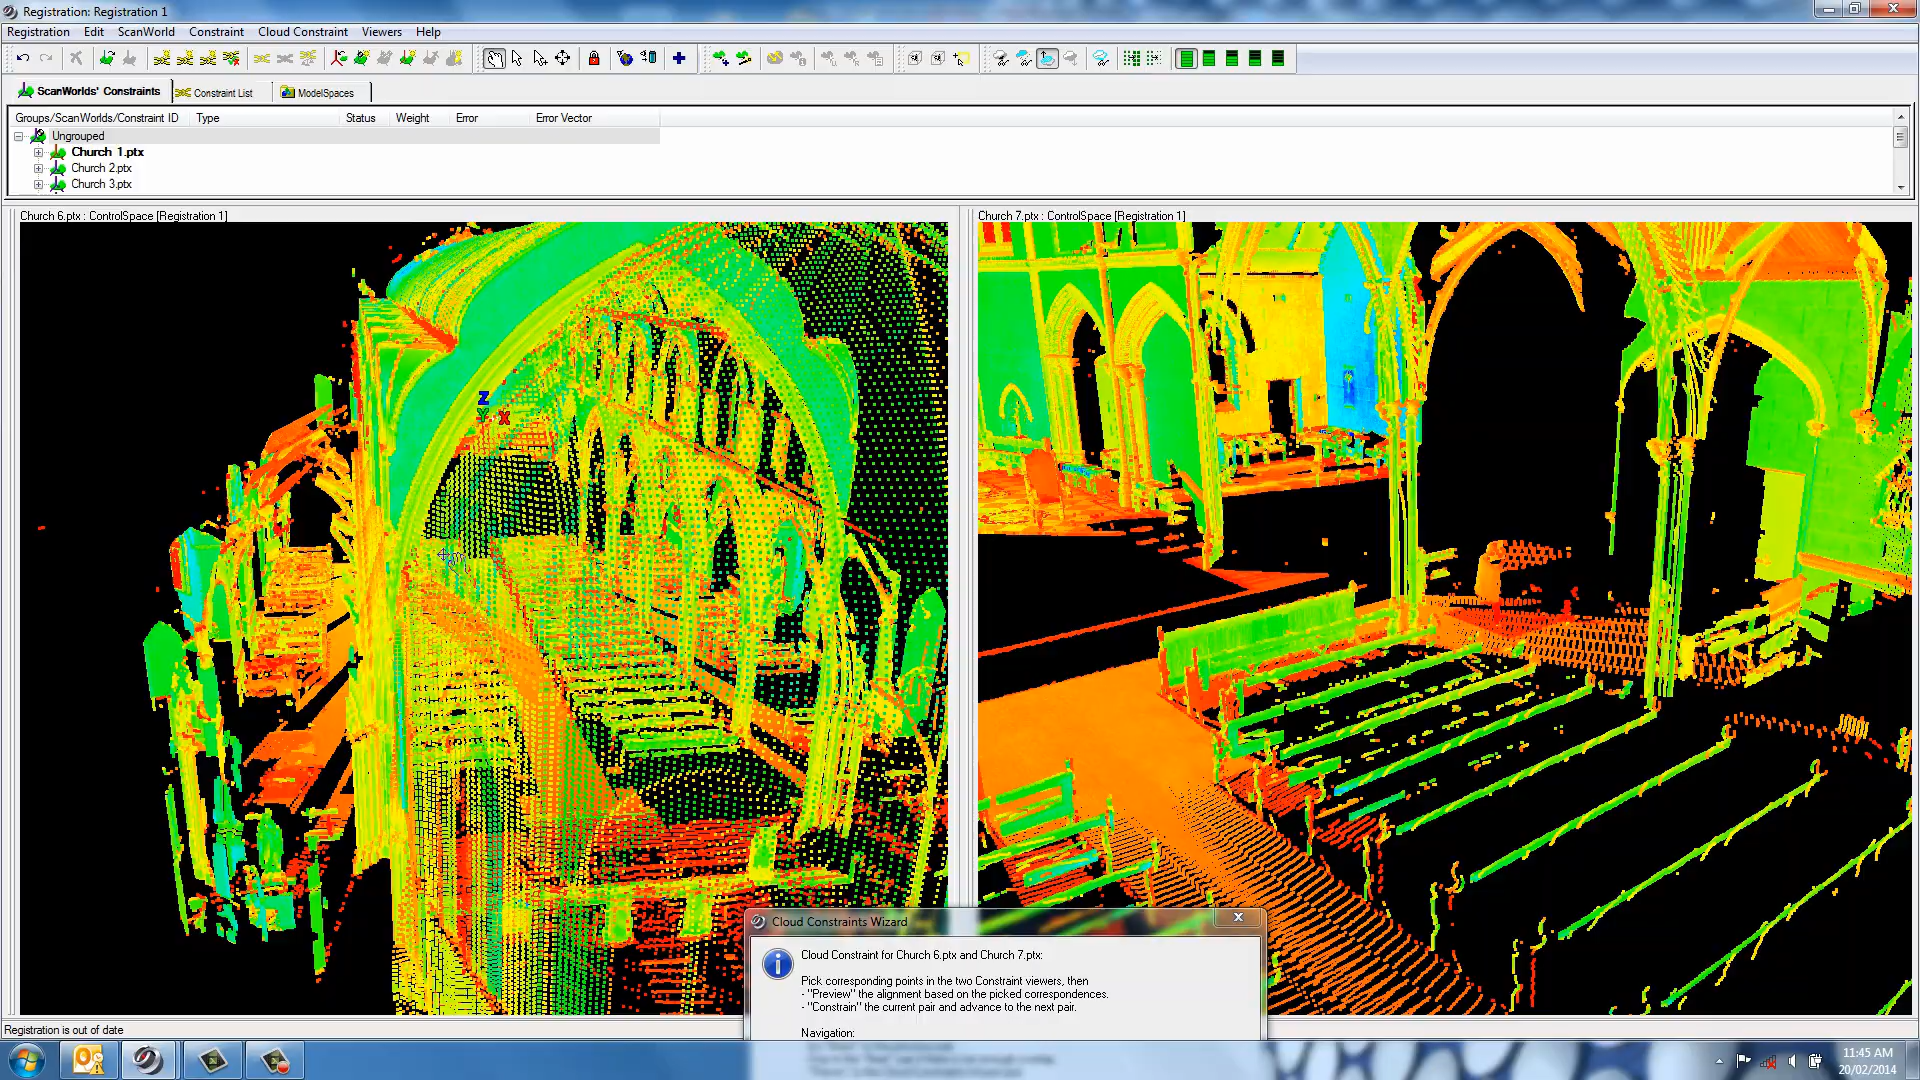 Registration: Registration 1
Registration Edit ScanWorld Constraint Cloud Constraint Viewers Help
ScanWorlds' Constraints Constraint List ModelSpaces
Groups/ScanWorlds/Constraint ID Type Status Weight Error Error Vector
Ungrouped
Church 1.ptx
Church 2.ptx
Church 3.ptx
Church 6.ptx : ControlSpace [Registration 1] Church 7.ptx : ControlSpace [Registration 1]
Z
Y X
Cloud Constraints Wizard
Cloud Constraint for Church 6.ptx and Church 7.ptx:
Pick corresponding points in the two Constraint viewers, then
- "Preview" the alignment based on the picked correspondences.
- "Constrain" the current pair and advance to the next pair.
Navigation:
Registration is out of date
11:45 AM
20/02/2014